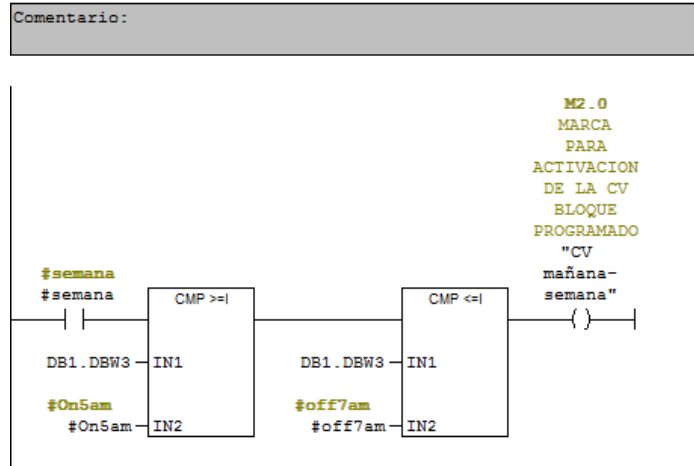 Comentario:
M2.0
MARCA
PARA
ACTIVACION
DE LA CV
BLOQUE
PROGRAMADO
"CV
mañana-
semana"
#semana
#semana
CMP >=I
CMP <=I
DB1.DBW3
IN1
DB1.DBW3
IN1
#On5am
#On5am
IN2
#off7am
#off7am
IN2